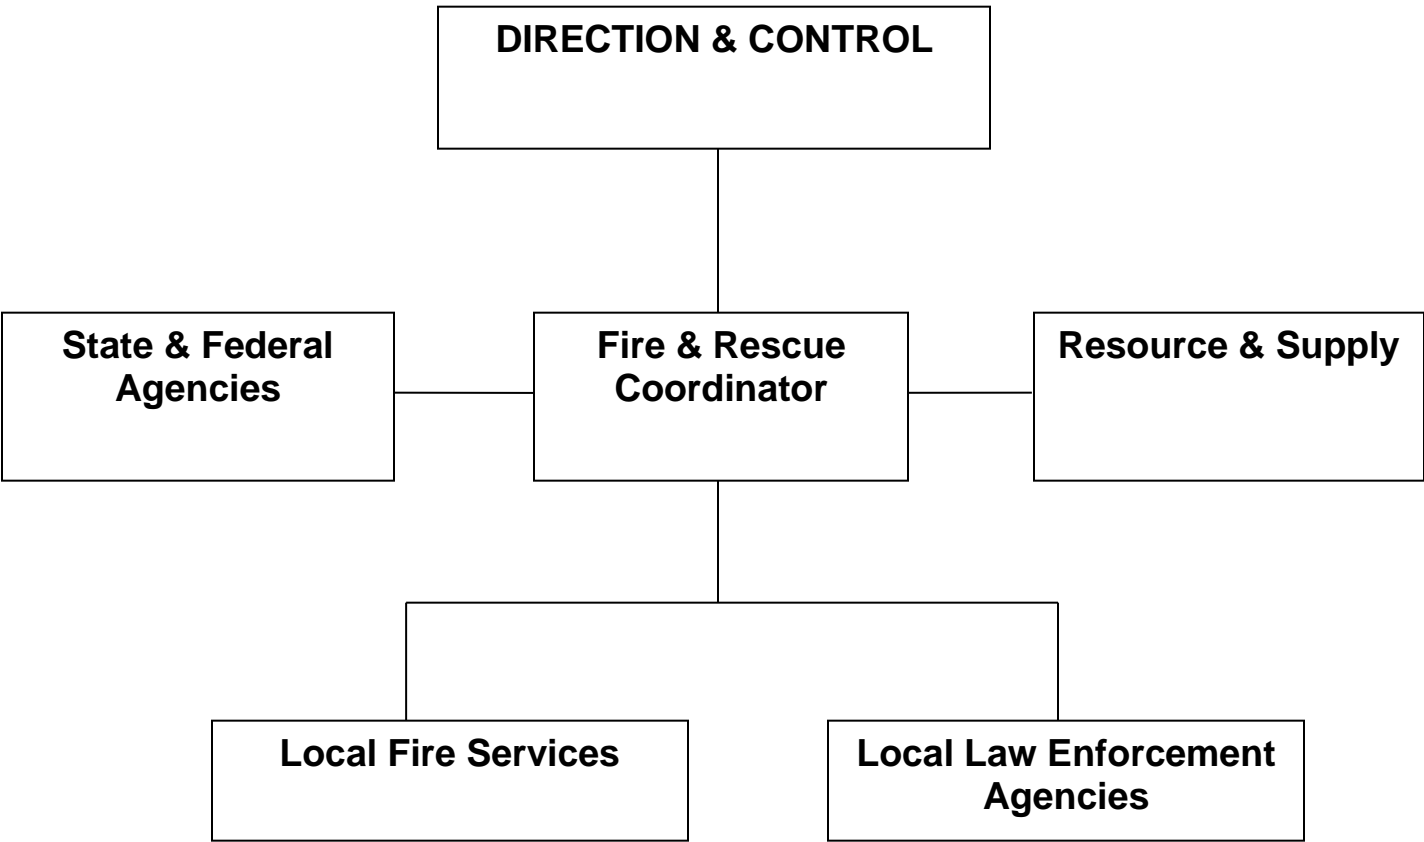 DIRECTION & CONTROL
State & Federal
Agencies
Fire & Rescue
Coordinator
Resource & Supply
Local Fire Services
Local Law Enforcement
Agencies